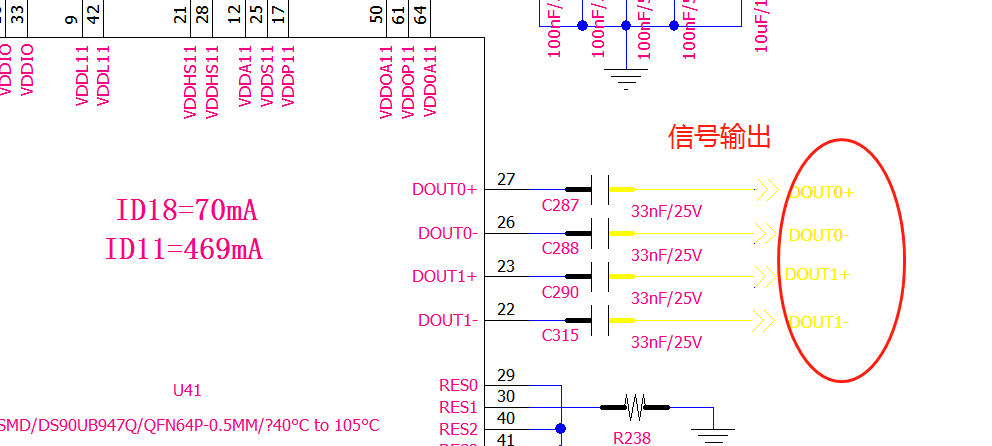 33
9
42
21
28
12
25
17
50
61
64
VDDIO
VDDIO
VDDL11
VDDL11
VDDHS11
VDDHS11
VDDA11
VDDS11
VDDP11
VDDOA11
VDDOP11
VDD0A11
100nF/
100nF/
100nF/5
100nF/5
10uF/1
信号输出
ID18=70mA
ID11=469mA
DOUT0+ 27 C287 33nF/25V DOUT0+
DOUT0- 26 C288 33nF/25V DOUT0-
DOUT1+ 23 C290 33nF/25V DOUT1+
DOUT1- 22 C315 33nF/25V DOUT1-
U41
SMD/DS90UB947Q/QFN64P-0.5MM/?40°C to 105°C
RES0 29
RES1 30
RES2 40
41
R238